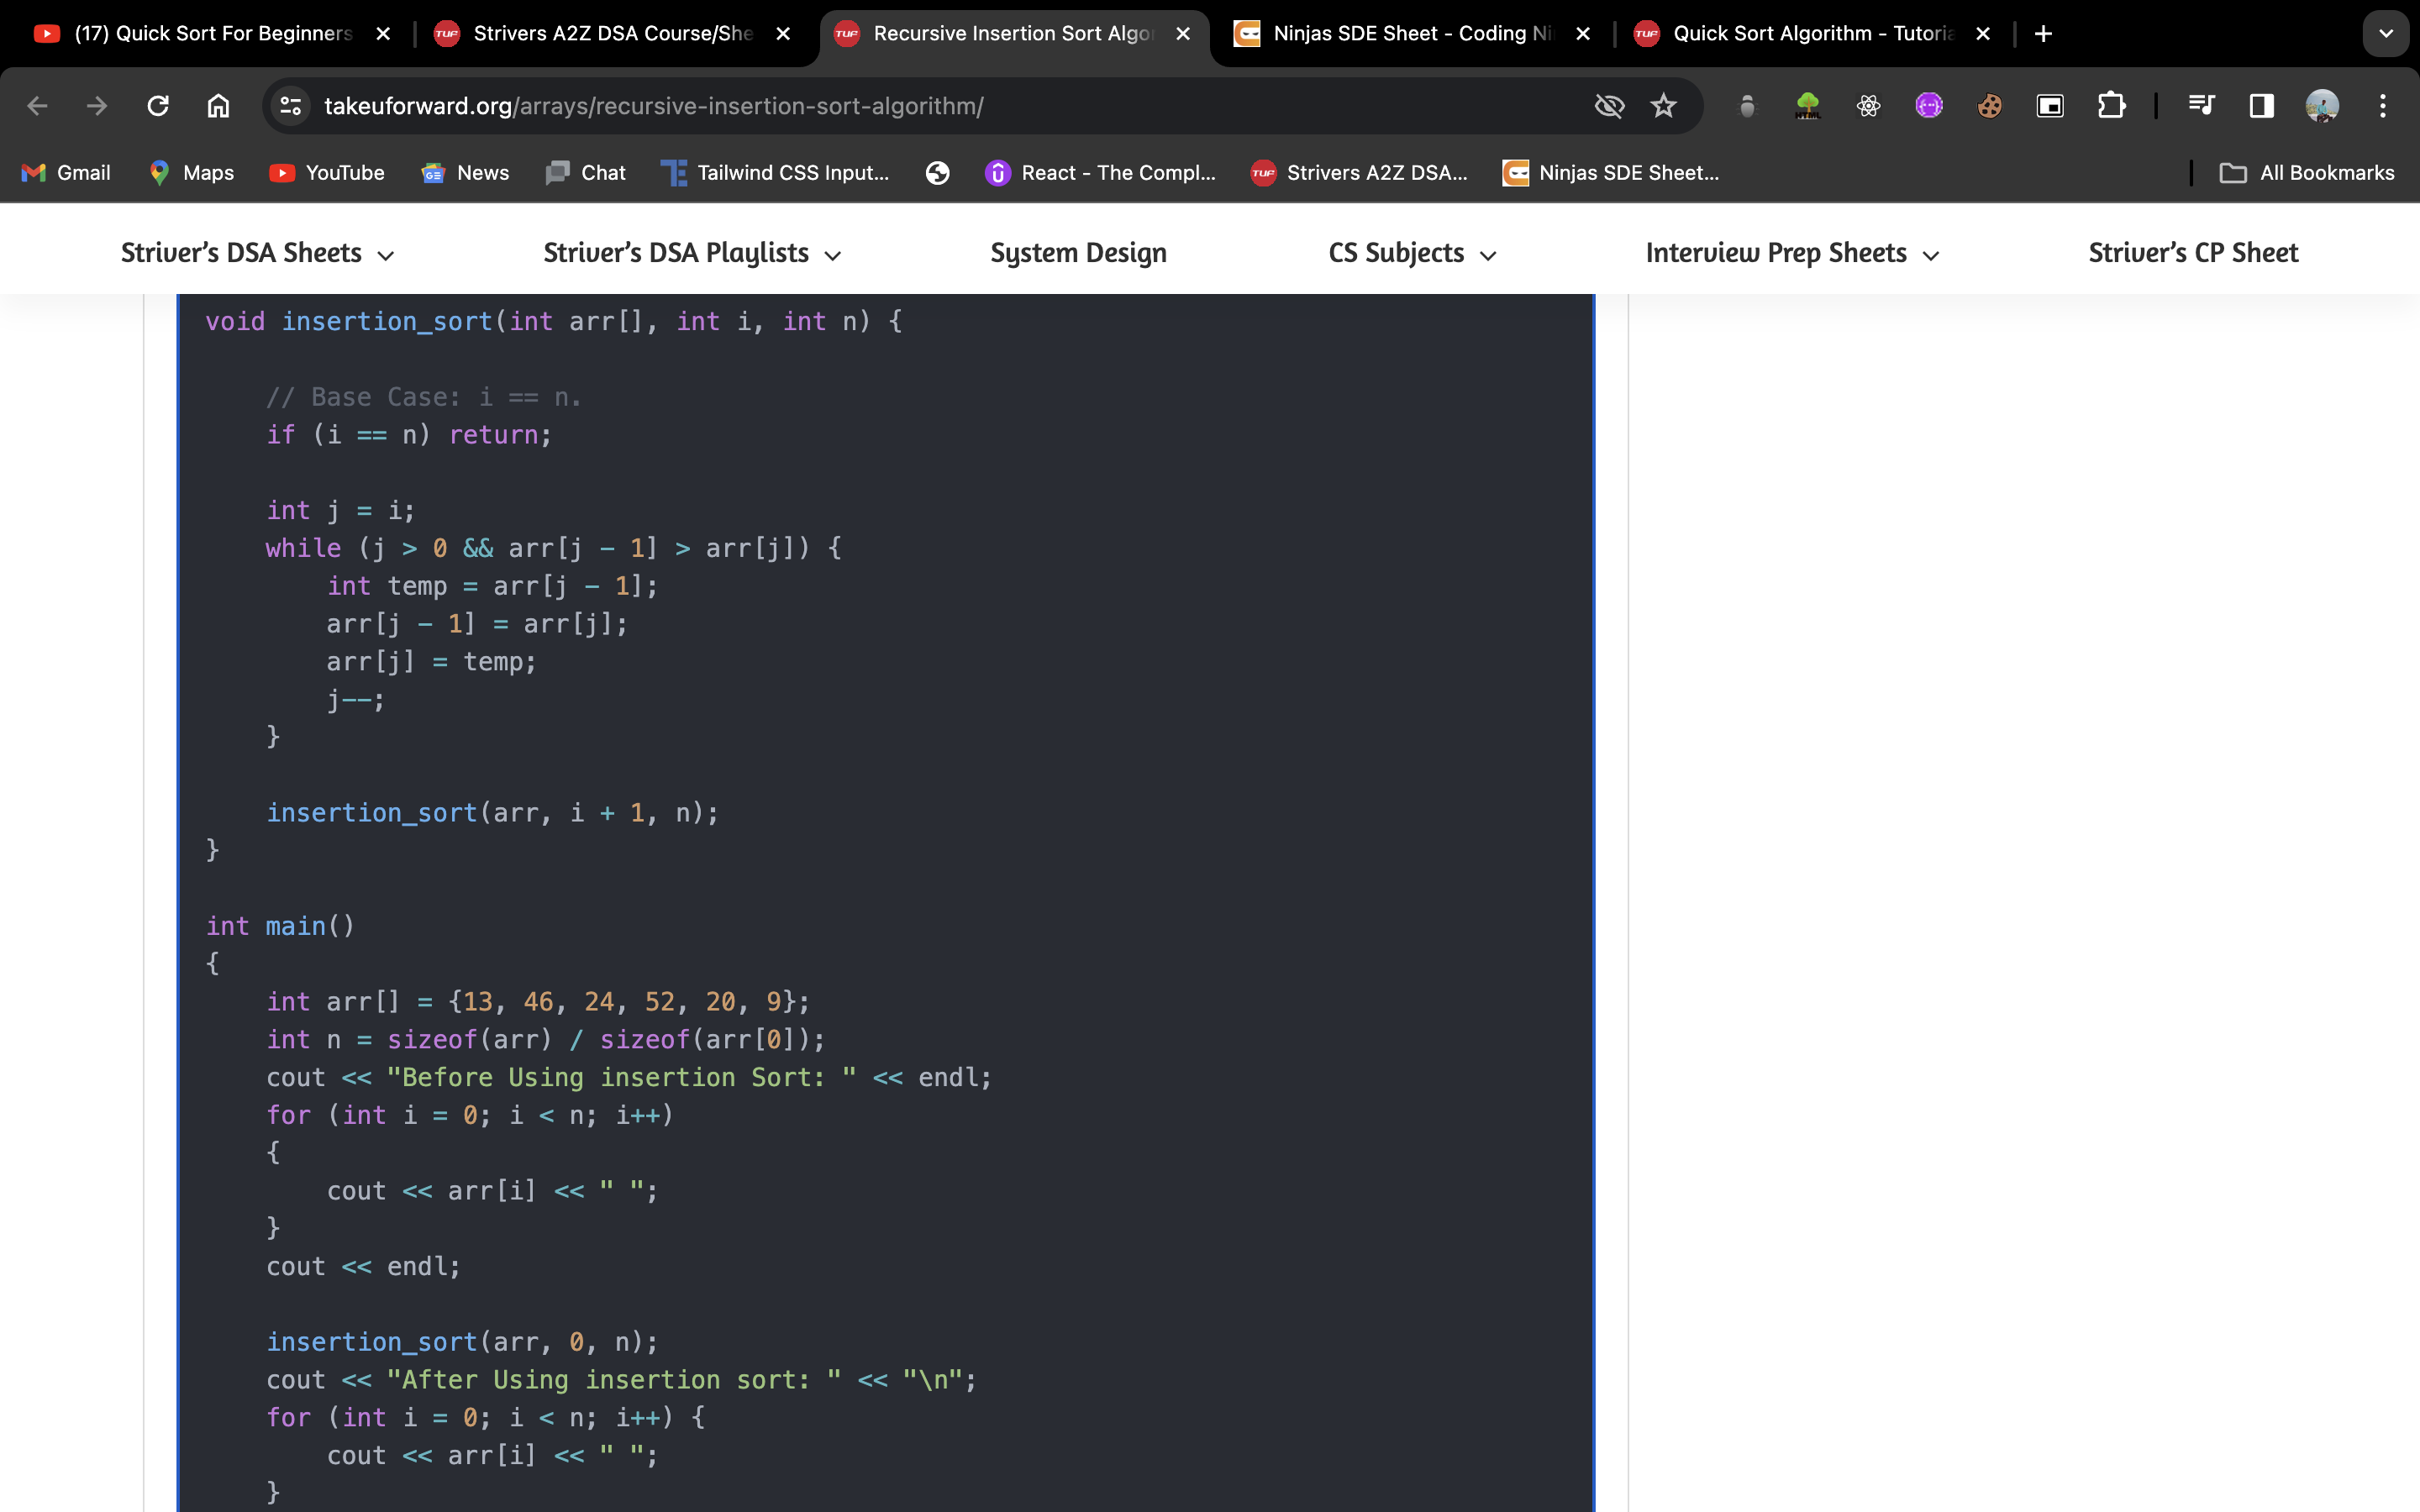 (17) Quick Sort For Beginners
Strivers A2Z DSA Course/She
Recursive Insertion Sort Algor
Ninjas SDE Sheet - Coding Ni
Quick Sort Algorithm - Tutoria
takeuforward.org/arrays/recursive-insertion-sort-algorithm/
Gmail Maps YouTube News Chat Tailwind CSS Input... React - The Compl... Strivers A2Z DSA... Ninjas SDE Sheet... All Bookmarks
Striver’s DSA Sheets Striver’s DSA Playlists System Design CS Subjects Interview Prep Sheets Striver’s CP Sheet
void insertion_sort(int arr[], int i, int n) {
// Base Case: i == n.
if (i == n) return;
int j = i;
while (j > 0 && arr[j - 1] > arr[j]) {
int temp = arr[j - 1];
arr[j - 1] = arr[j];
arr[j] = temp;
j--;
}
insertion_sort(arr, i + 1, n);
}
int main()
{
int arr[] = {13, 46, 24, 52, 20, 9};
int n = sizeof(arr) / sizeof(arr[0]);
cout << "Before Using insertion Sort: " << endl;
for (int i = 0; i < n; i++)
{
cout << arr[i] << " ";
}
cout << endl;
insertion_sort(arr, 0, n);
cout << "After Using insertion sort: " << "\n";
for (int i = 0; i < n; i++) {
cout << arr[i] << " ";
}